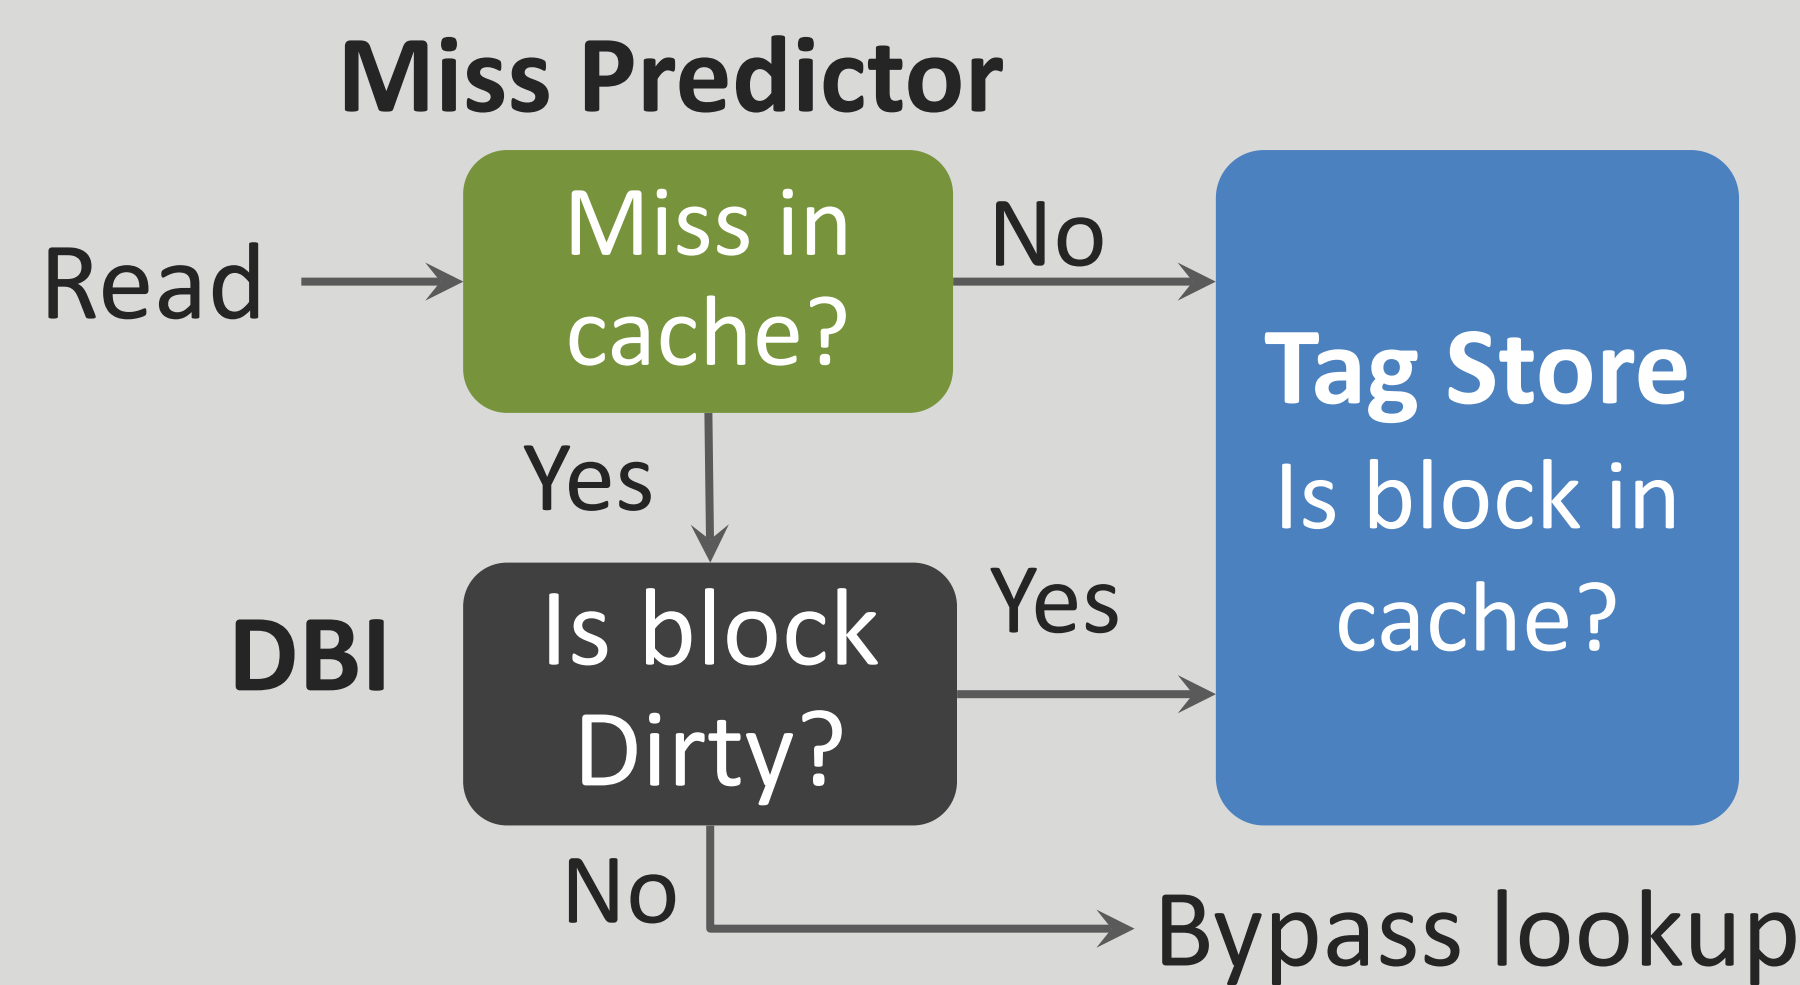 Miss Predictor
Read
Miss in
cache?
No
Yes
DBI
Is block
Dirty?
Yes
No
Tag Store
Is block in
cache?
Bypass lookup